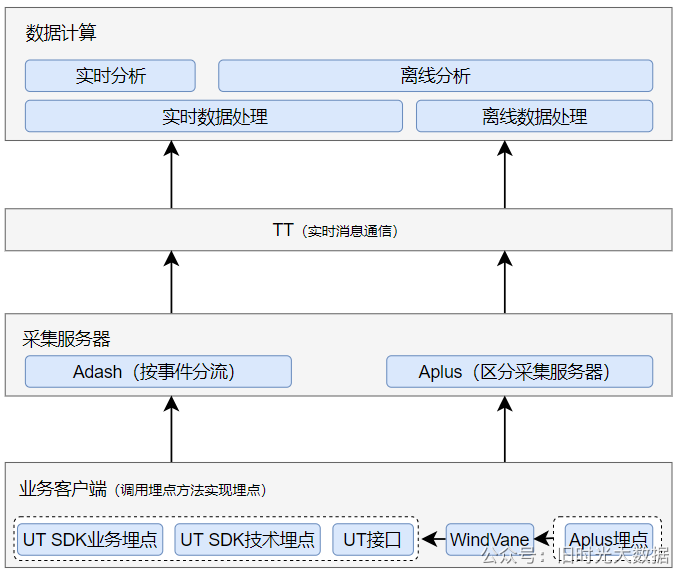 数据计算
实时分析
离线分析
实时数据处理
离线数据处理
TT（实时消息通信）
采集服务器
Adash（按事件分流）
Aplus（区分采集服务器）
业务客户端（调用埋点方法实现埋点）
UT SDK业务埋点
UT SDK技术埋点
UT接口
WindVane
Aplus埋点
公众号：旧时光大数据